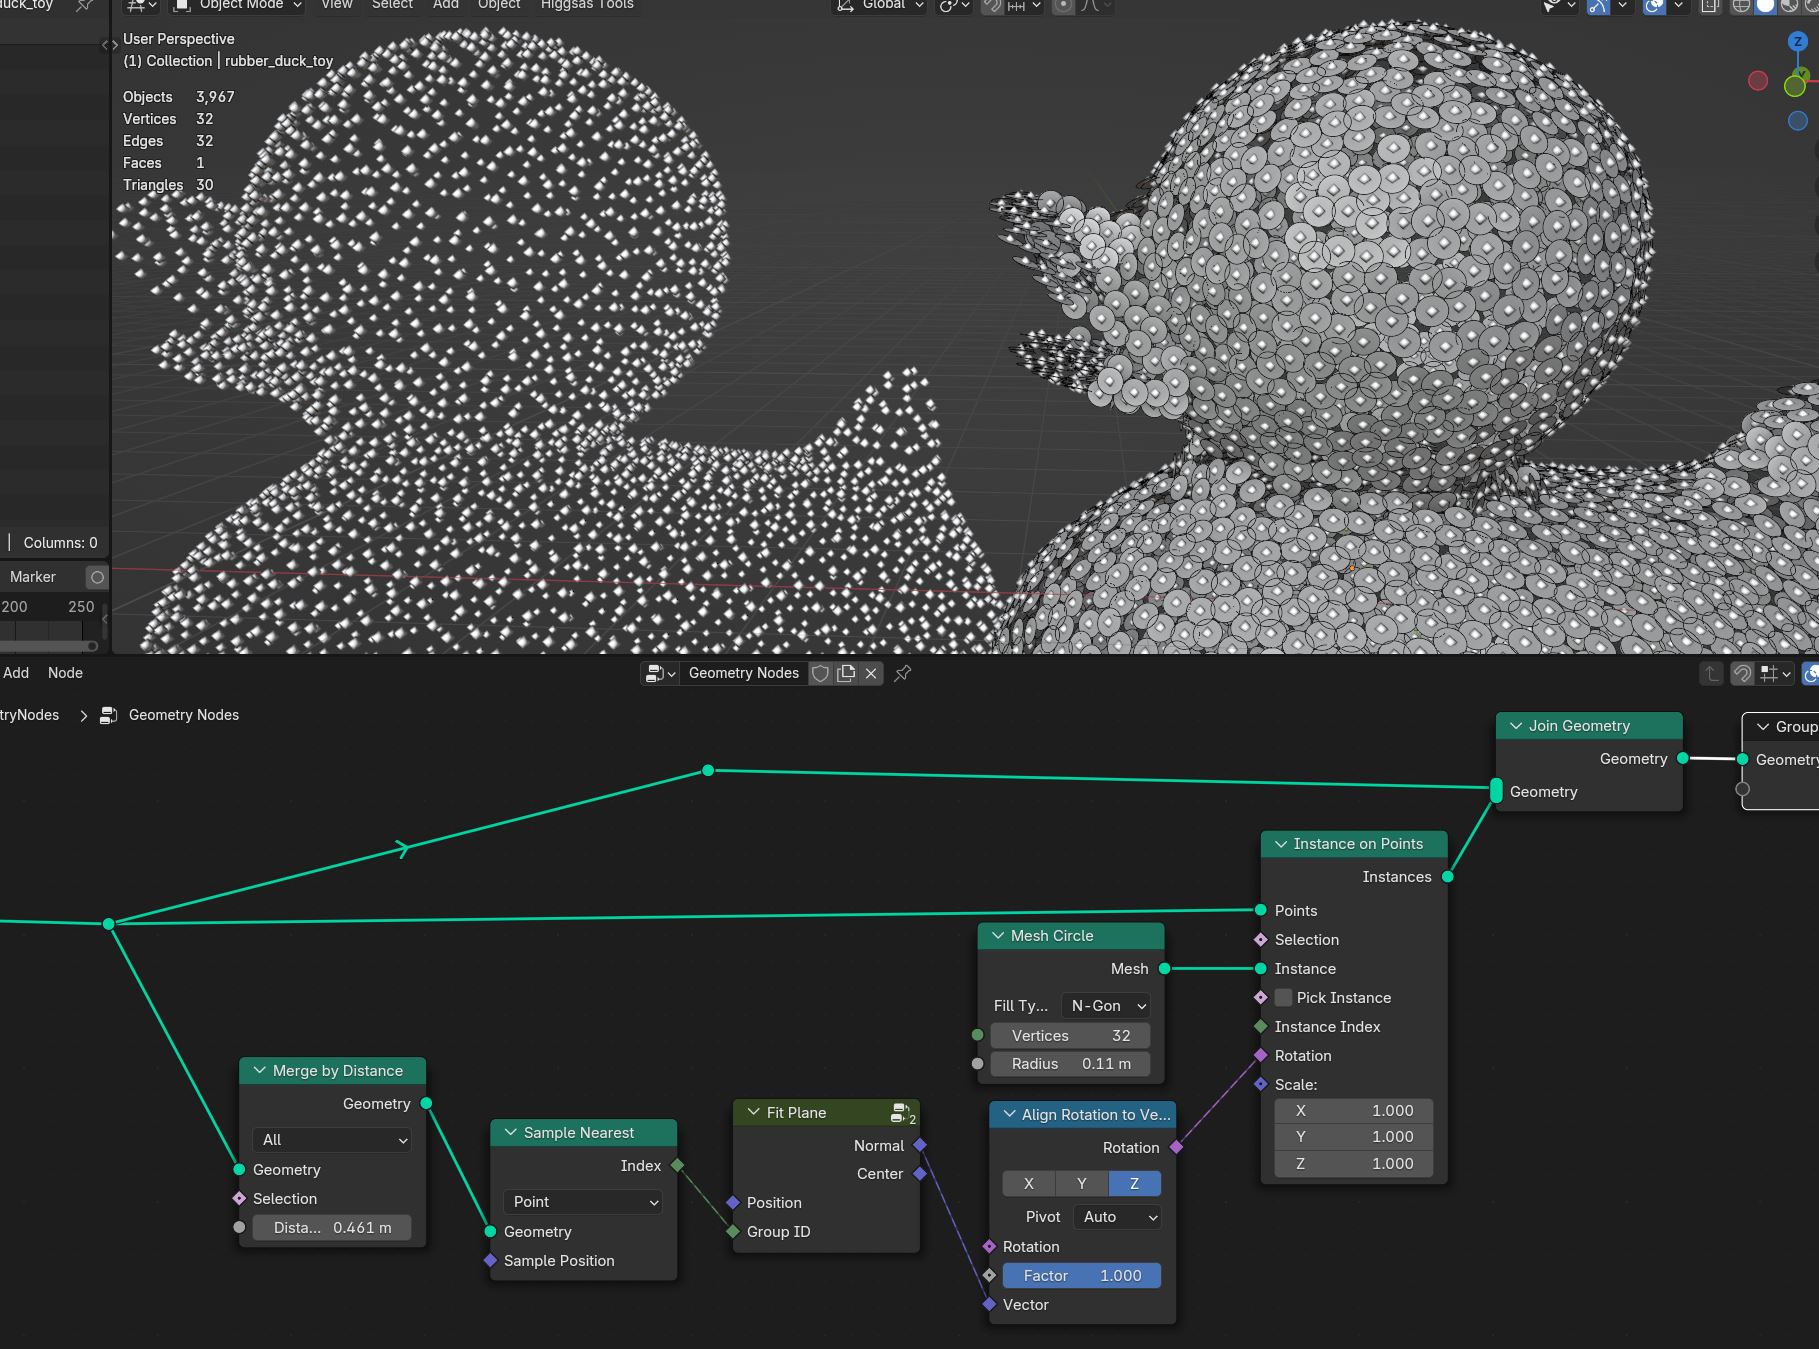 duck_toy
Object Mode
View
Select
Add
Object
Higgsas Tools
Global
User Perspective
(1) Collection | rubber_duck_toy
Objects 3,967
Vertices 32
Edges 32
Faces 1
Triangles 30
Z
Columns: 0
Marker
200 250
Add
Node
Geometry Nodes
tryNodes
Geometry Nodes
Join Geometry
Geometry
Geometry
Group
Geometry
Instance on Points
Instances
Points
Selection
Instance
Pick Instance
Instance Index
Rotation
Scale:
X 1.000
Y 1.000
Z 1.000
Mesh Circle
Mesh
Fill Ty... N-Gon
Vertices 32
Radius 0.11 m
Merge by Distance
Geometry
All
Geometry
Selection
Dista... 0.461 m
Sample Nearest
Index
Point
Geometry
Sample Position
Fit Plane
2
Normal
Center
Position
Group ID
Align Rotation to Ve...
Rotation
X Y Z
Pivot Auto
Rotation
Factor 1.000
Vector